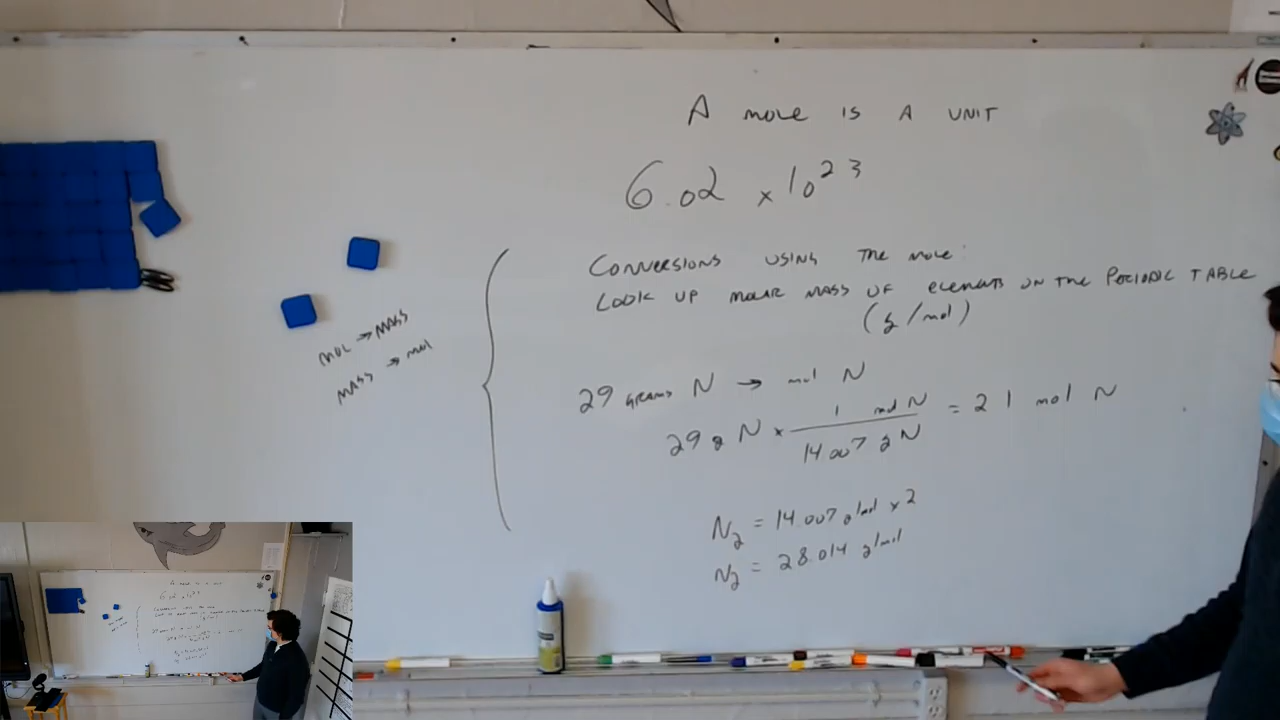 A MOLE IS A UNIT
6.02 x 10²³
CONVERSIONS USING THE MOLE:
LOOK UP MOLAR MASS OF ELEMENTS ON THE PERIODIC TABLE
(g/mol)
MOL → MASS
MASS → mol
29 GRAMS N → mol N
29 g N x 1 mol N / 14.007 g N = 2.1 mol N
N₂ = 14.007 g/mol x 2
N₂ = 28.014 g/mol